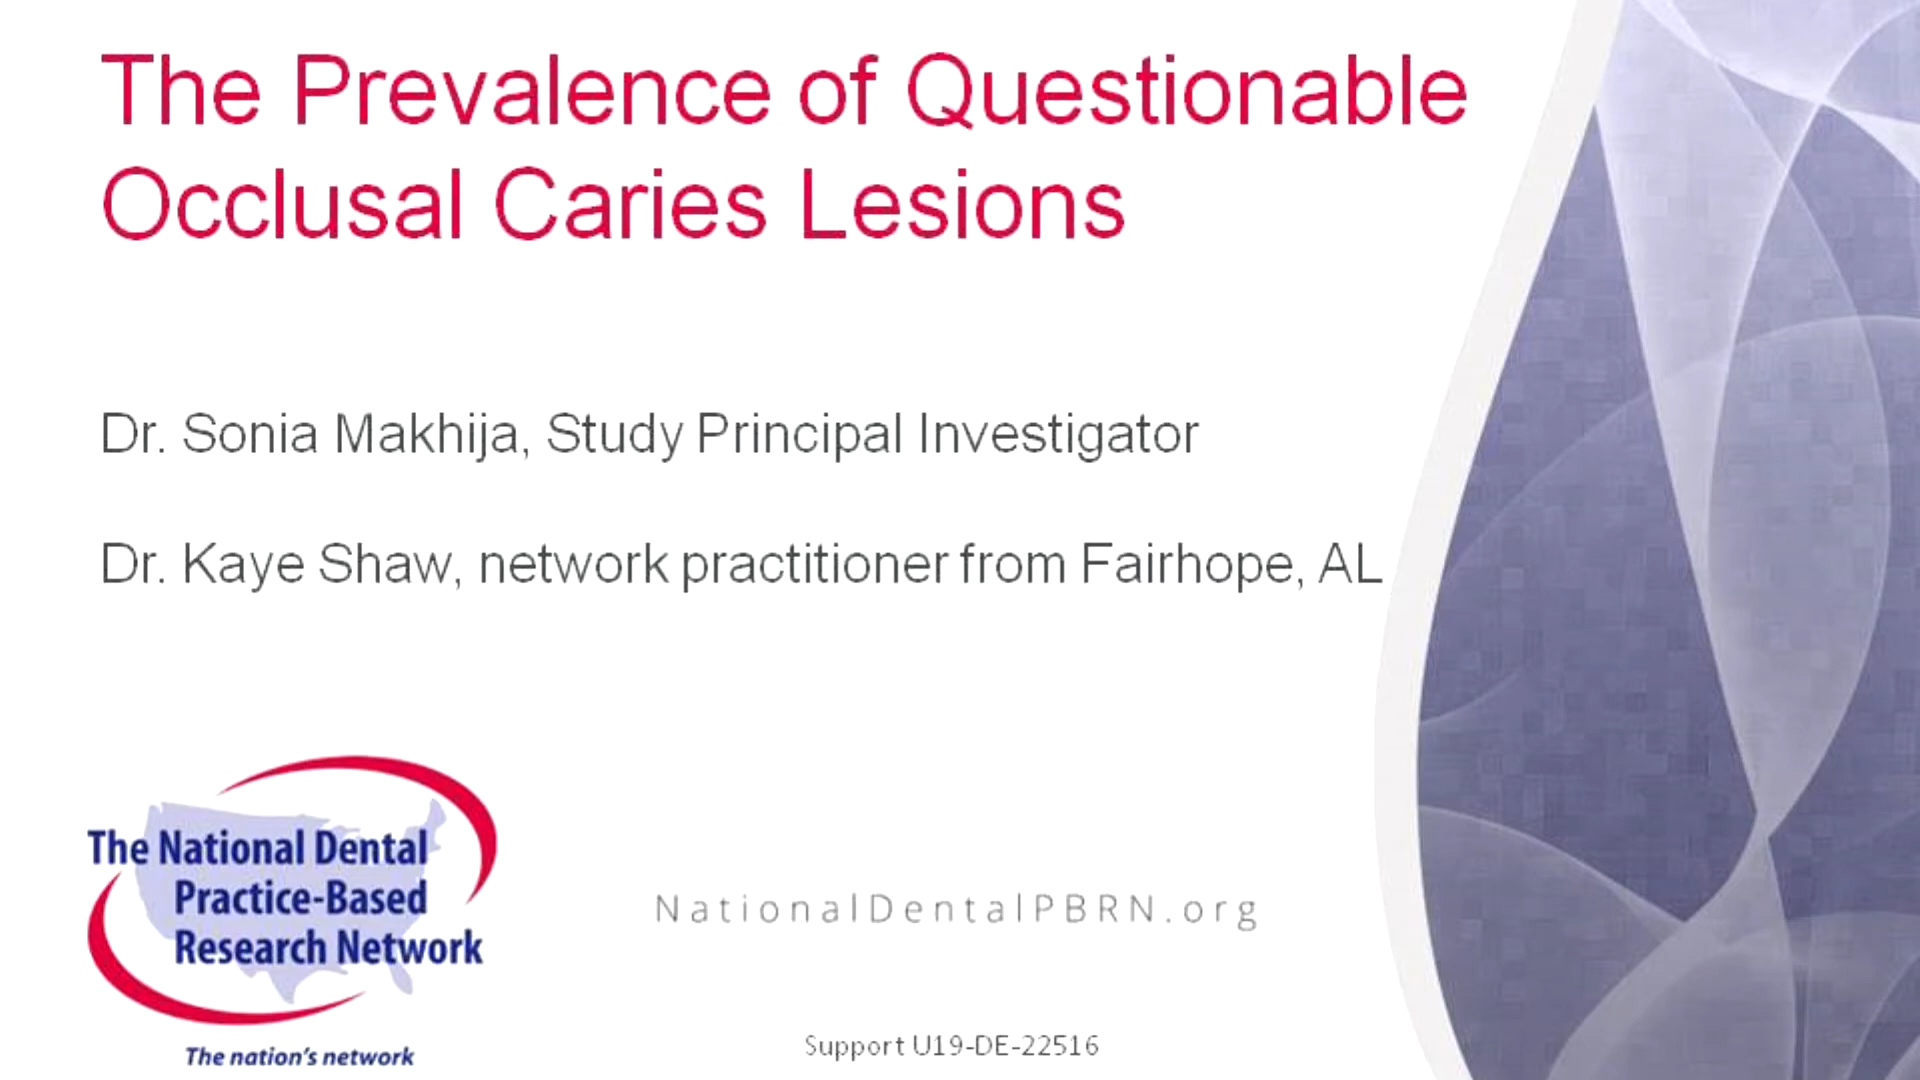 The Prevalence of Questionable
Occlusal Caries Lesions
Dr. Sonia Makhija, Study Principal Investigator
Dr. Kaye Shaw, network practitioner from Fairhope, AL
The National Dental
Practice-Based
Research Network
The nation's network
NationalDentalPBRN.org
Support U19-DE-22516